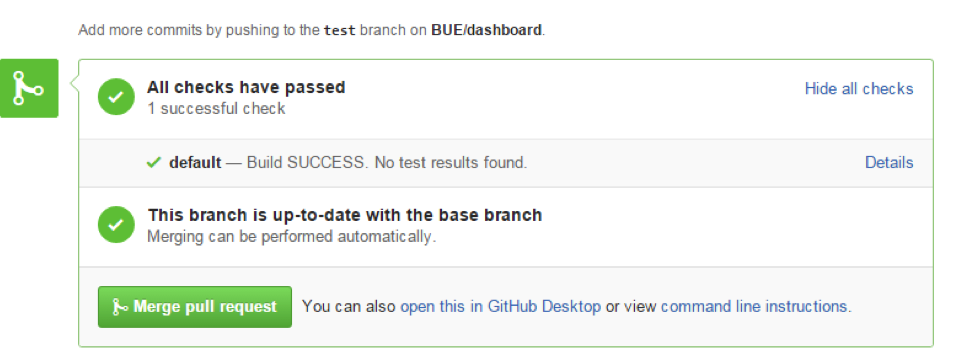 Add more commits by pushing to the test branch on BUE/dashboard.
All checks have passed
Hide all checks
1 successful check
default — Build SUCCESS. No test results found.
Details
This branch is up-to-date with the base branch
Merging can be performed automatically.
Merge pull request
You can also open this in GitHub Desktop or view command line instructions.